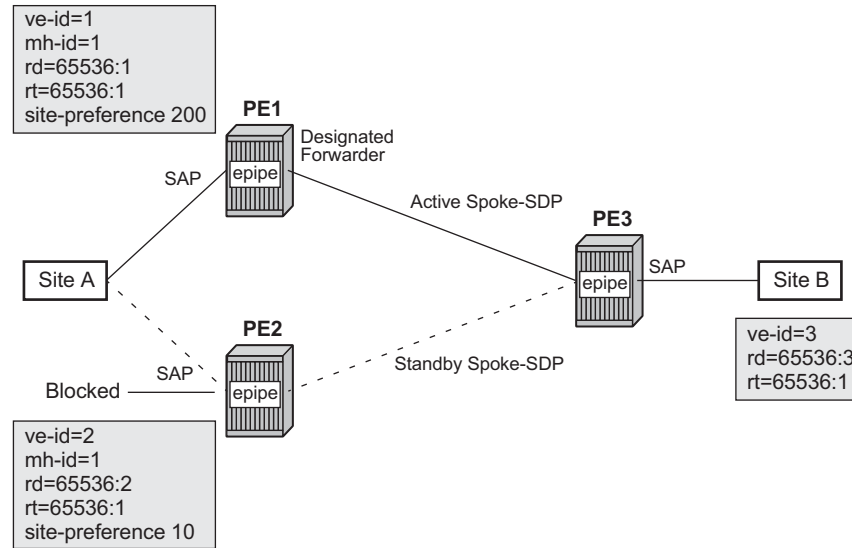 ve-id=1
mh-id=1
rd=65536:1
rt=65536:1
site-preference 200
PE1
Designated
Forwarder
epipe
SAP
Active Spoke-SDP
PE3
SAP
epipe
Site A
Site B
PE2
SAP
Standby Spoke-SDP
Blocked
epipe
ve-id=3
rd=65536:3
rt=65536:1
ve-id=2
mh-id=1
rd=65536:2
rt=65536:1
site-preference 10